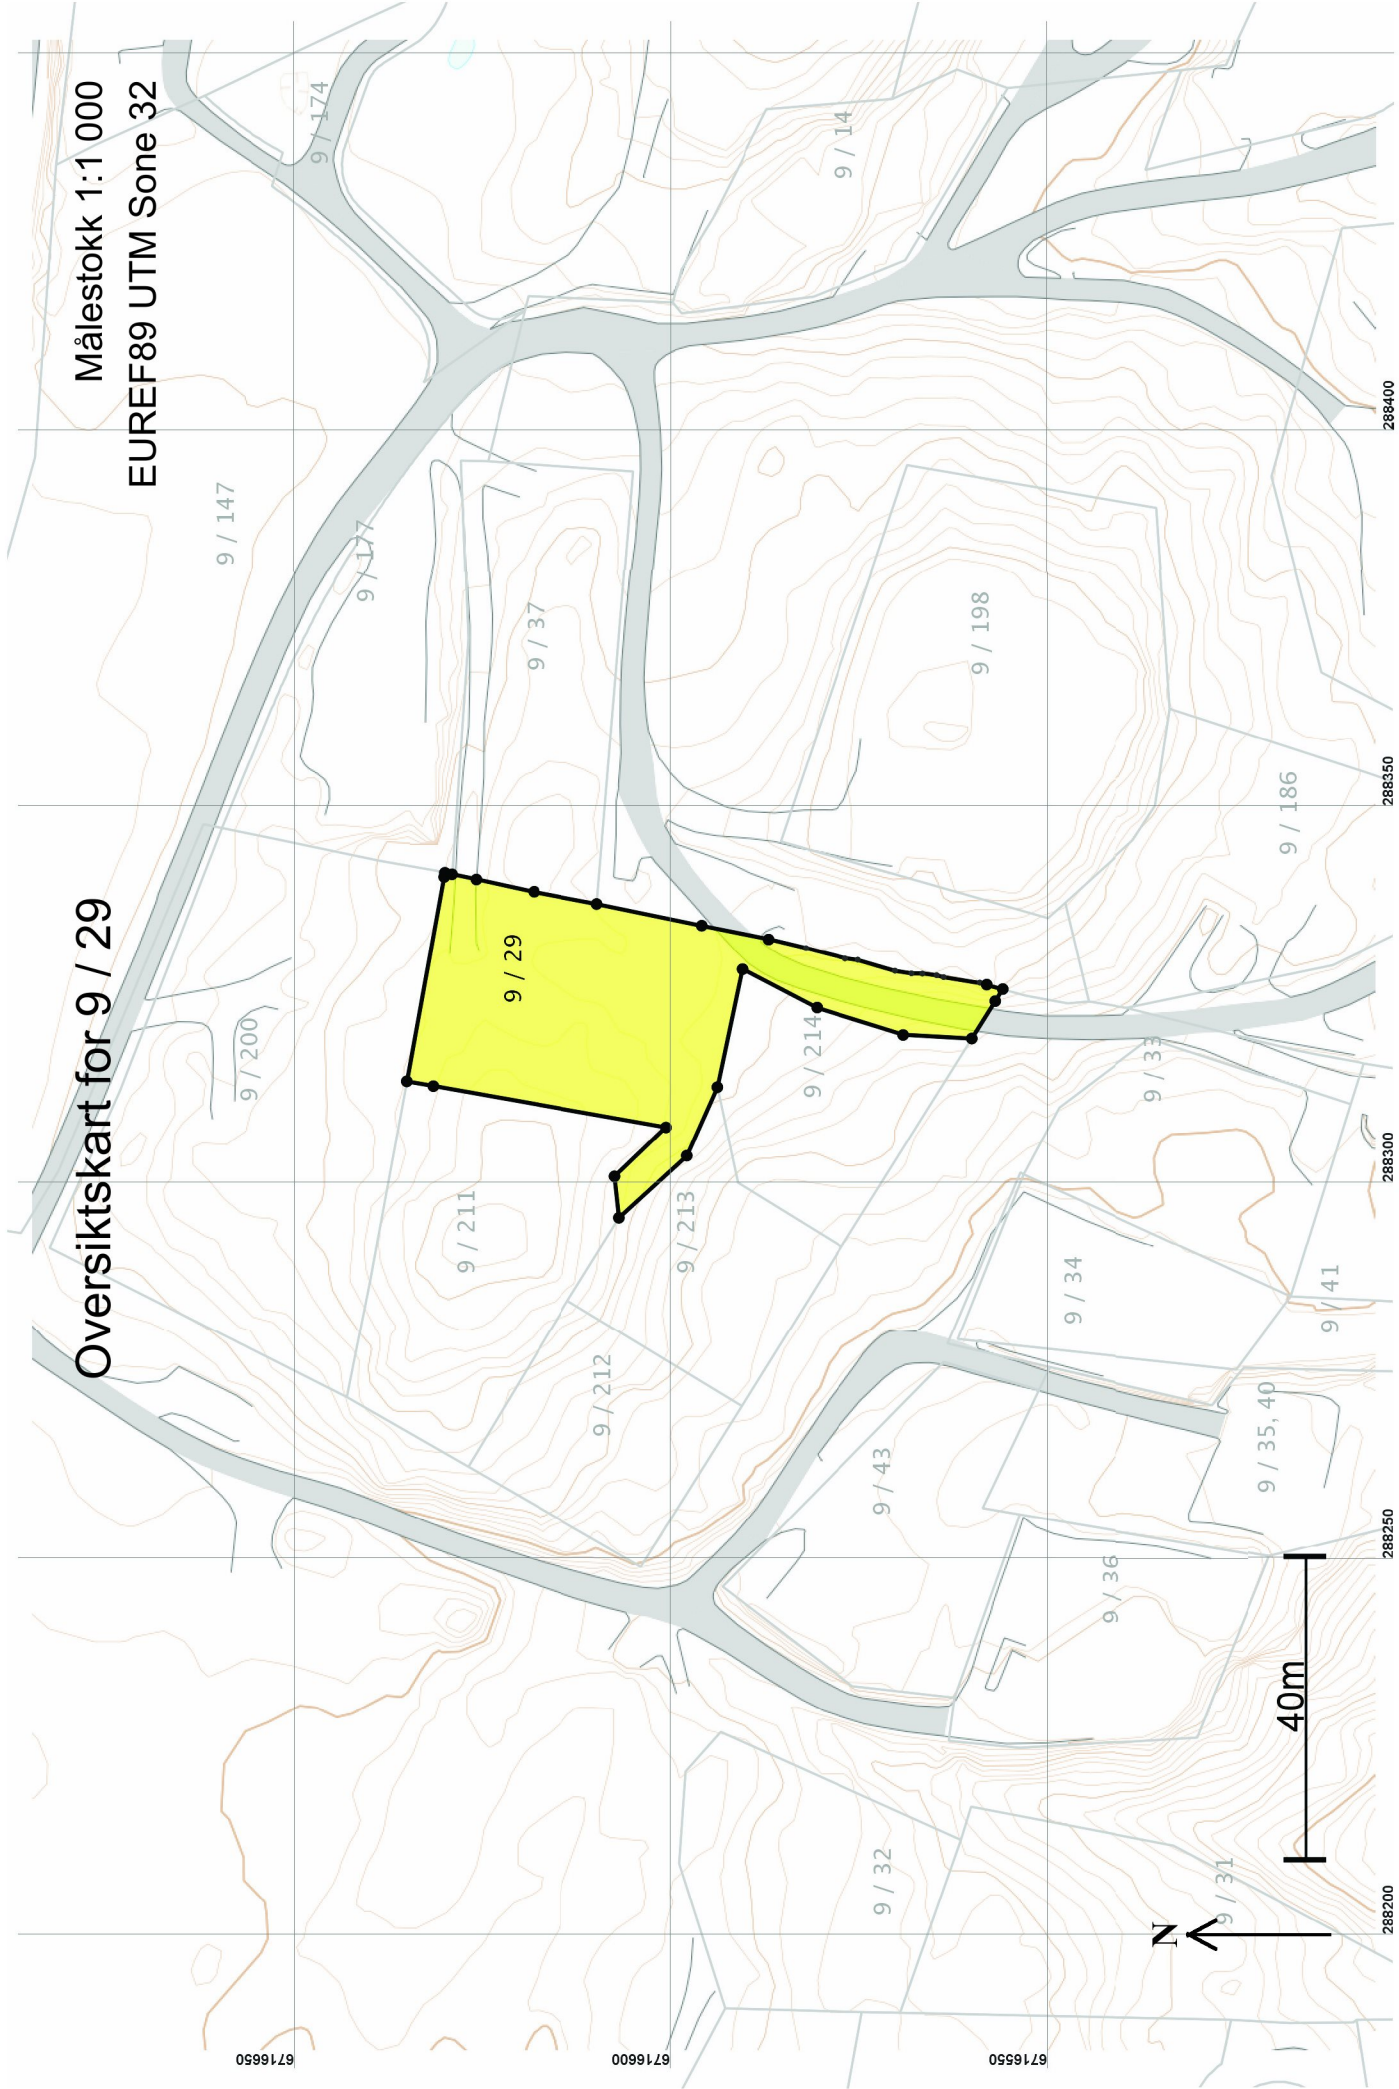 Oversiktskart for 9 / 29
Målestokk 1:1 000
EUREF89 UTM Sone 32
9 / 174
9 / 147
9 / 177
9 / 14
9 / 37
9 / 198
9 / 186
9 / 29
9 / 200
9 / 214
9 / 33
9 / 211
9 / 213
9 / 34
9 / 41
9 / 212
9 / 35, 40
9 / 43
9 / 36
9 / 32
9 / 31
40m
N
288200
288250
288300
288350
288400
6716650
6716600
6716550